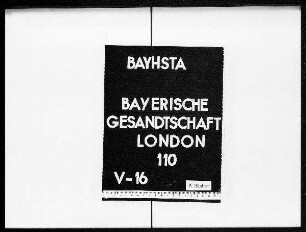 BAYHSTA
BAYERISCHE
GESANDTSCHAFT
LONDON
110
V-16